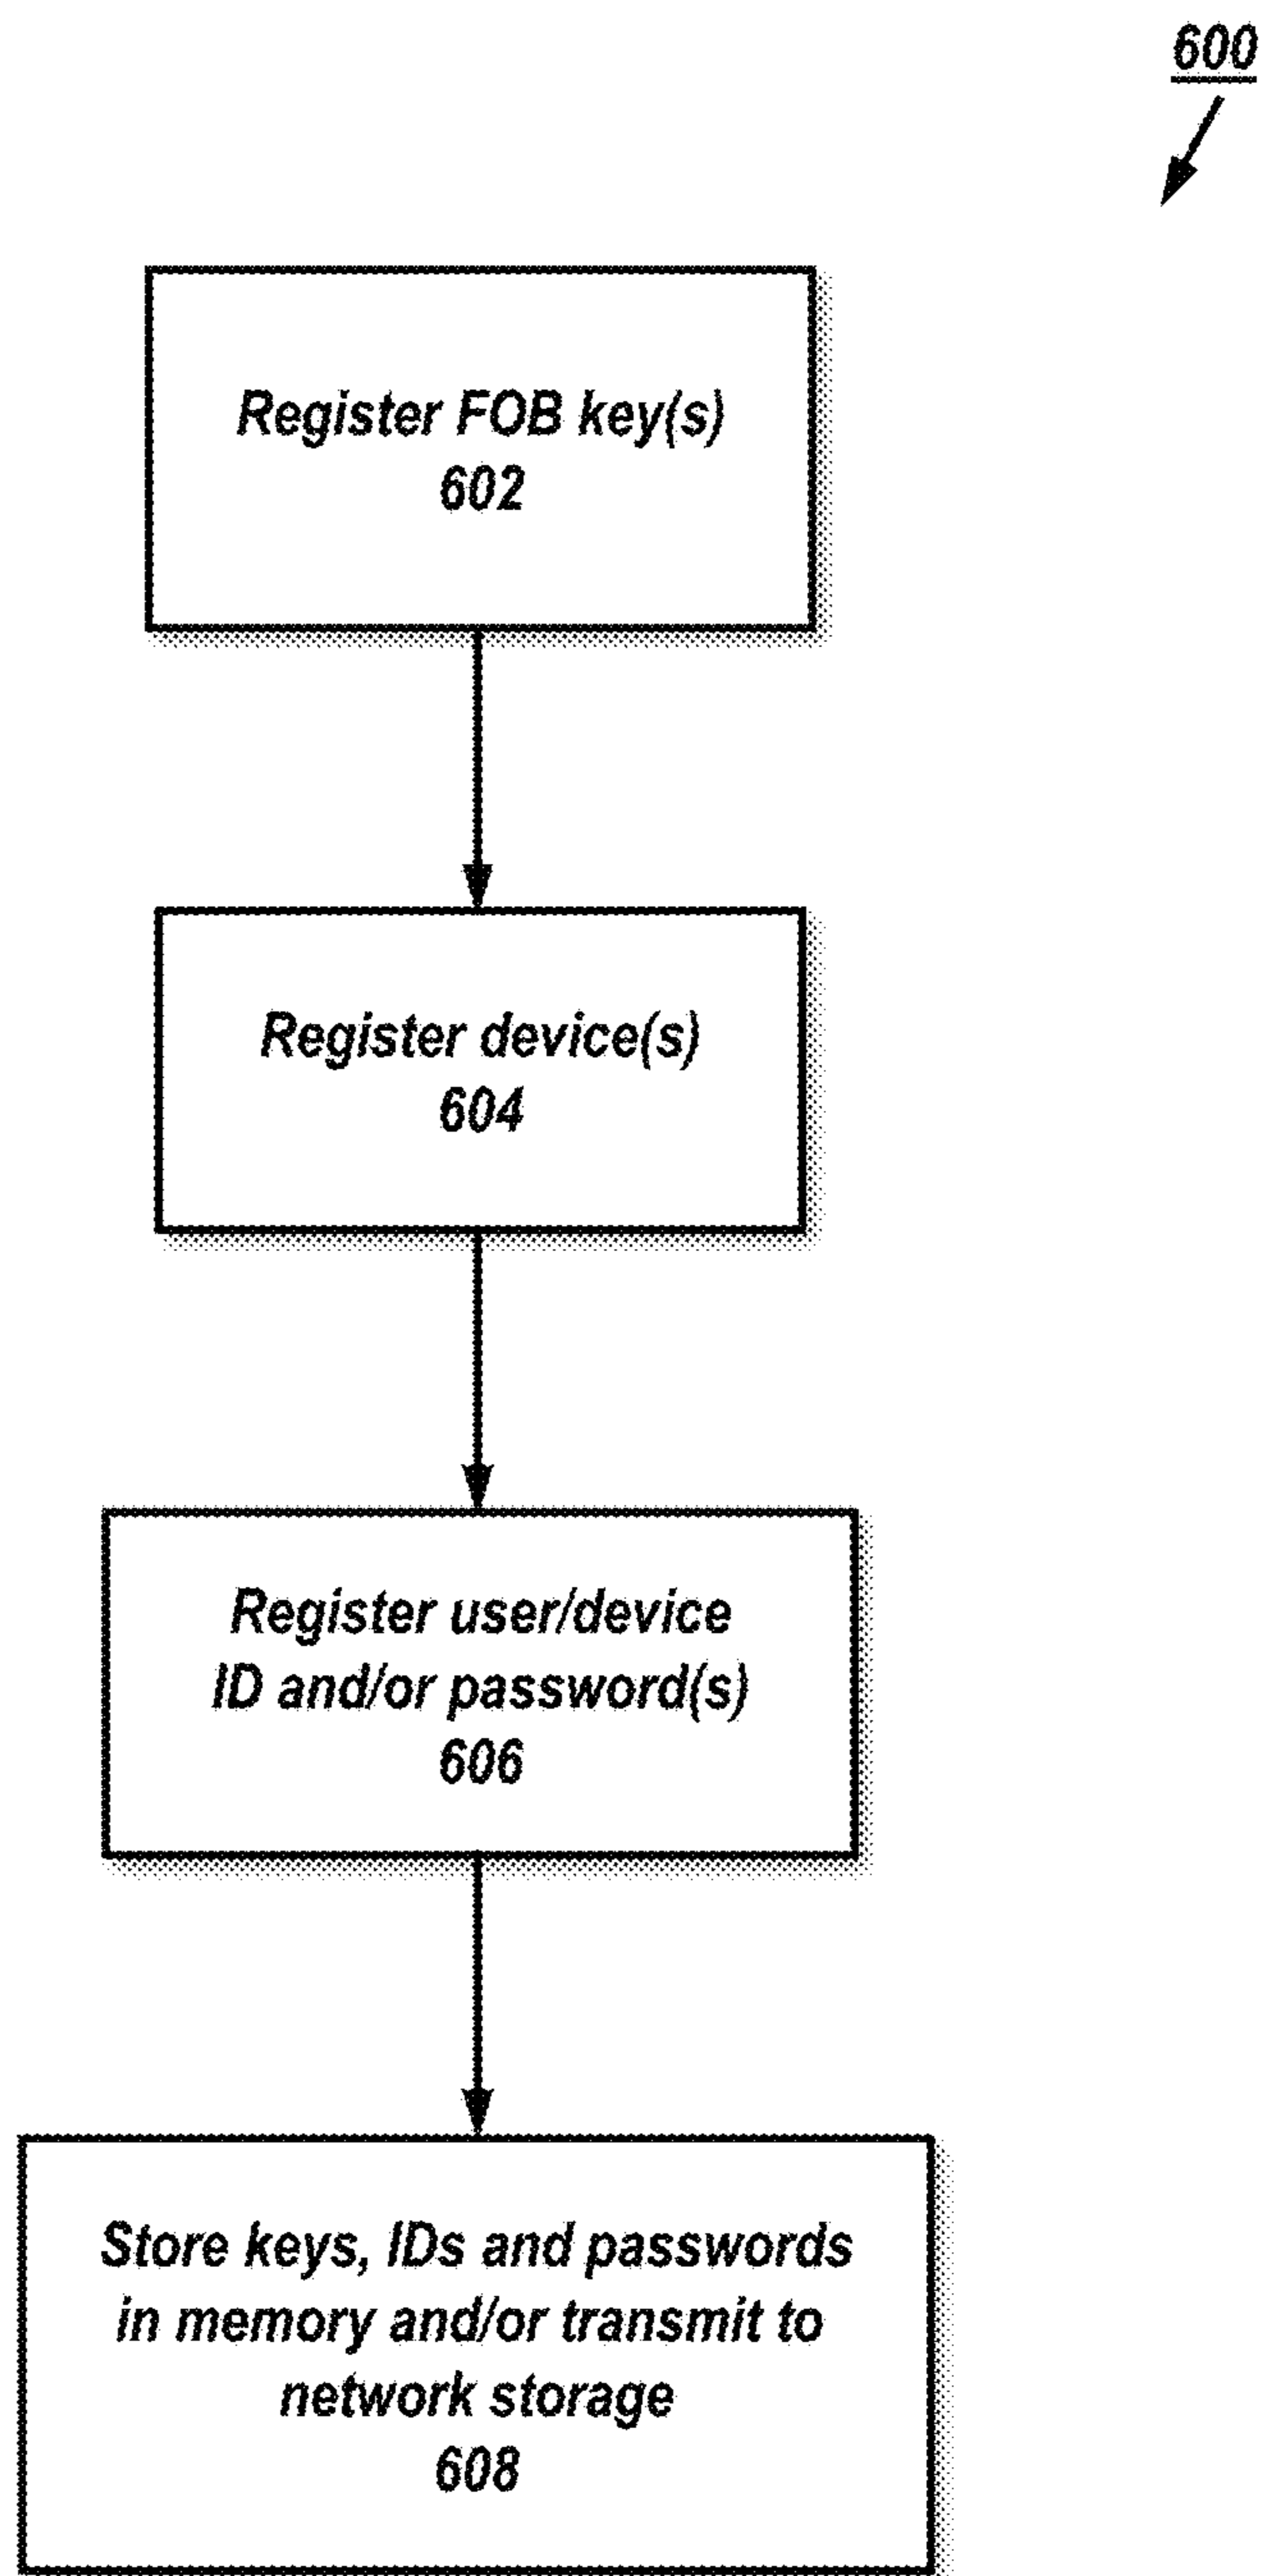 600
Register FOB key(s)
602
Register device(s)
604
Register user/device
ID and/or password(s)
606
Store keys, IDs and passwords
in memory and/or transmit to
network storage
608